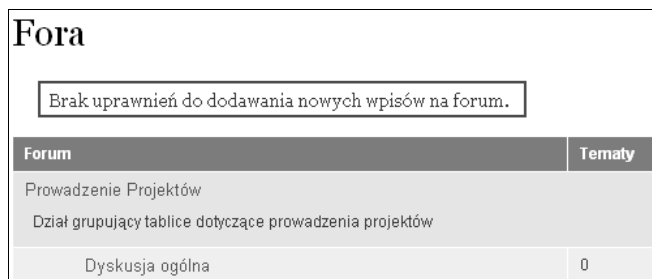 Fora
Brak uprawnień do dodawania nowych wpisów na forum.
Forum Tematy
Prowadzenie Projektów
Dział grupujący tablice dotyczące prowadzenia projektów
Dyskusja ogólna 0